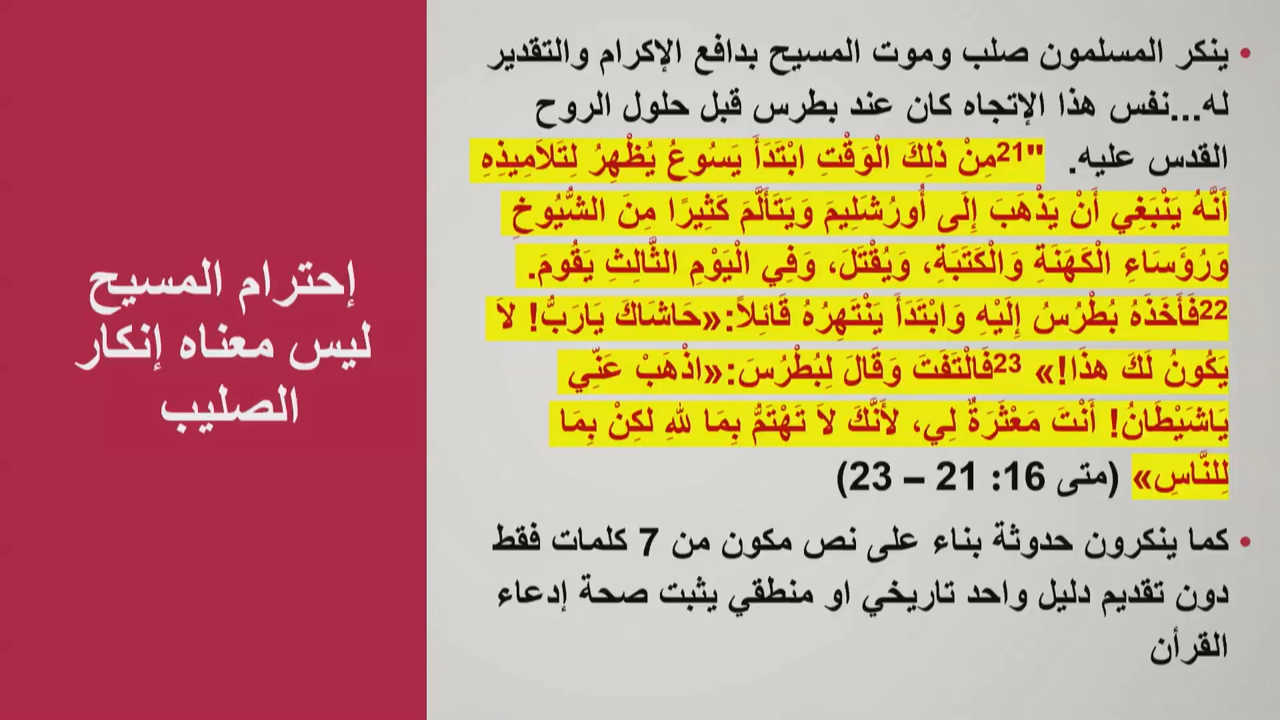 إحترام المسيح
ليس معناه إنكار
الصليب
• ينكر المسلمون صلب وموت المسيح بدافع الإكرام والتقدير
له...نفس هذا الإتجاه كان عند بطرس قبل حلول الروح
القدس عليه. "21مِنْ ذلِكَ الْوَقْتِ ابْتَدَأَ يَسُوعُ يُظْهِرُ لِتَلاَمِيذِهِ
أَنَّهُ يَنْبَغِي أَنْ يَذْهَبَ إِلَى أُورُشَلِيمَ وَيَتَأَلَّمَ كَثِيرًا مِنَ الشُّيُوخِ
وَرُؤَسَاءِ الْكَهَنَةِ وَالْكَتَبَةِ، وَيُقْتَلَ، وَفِي الْيَوْمِ الثَّالِثِ يَقُومَ.
22فَأَخَذَهُ بُطْرُسُ إِلَيْهِ وَابْتَدَأَ يَنْتَهِرُهُ قَائِلاً:«حَاشَاكَ يَارَبُّ! لاَ
يَكُونُ لَكَ هذَا!» 23فَالْتَفَتَ وَقَالَ لِبُطْرُسَ:«اذْهَبْ عَنِّي
يَاشَيْطَانُ! أَنْتَ مَعْثَرَةٌ لِي، لأَنَّكَ لاَ تَهْتَمُّ بِمَا للهِ لكِنْ بِمَا
لِلنَّاسِ» (متى 16: 21 – 23)
• كما ينكرون حدوثة بناء على نص مكون من 7 كلمات فقط
دون تقديم دليل واحد تاريخي او منطقي يثبت صحة إدعاء
القرأن